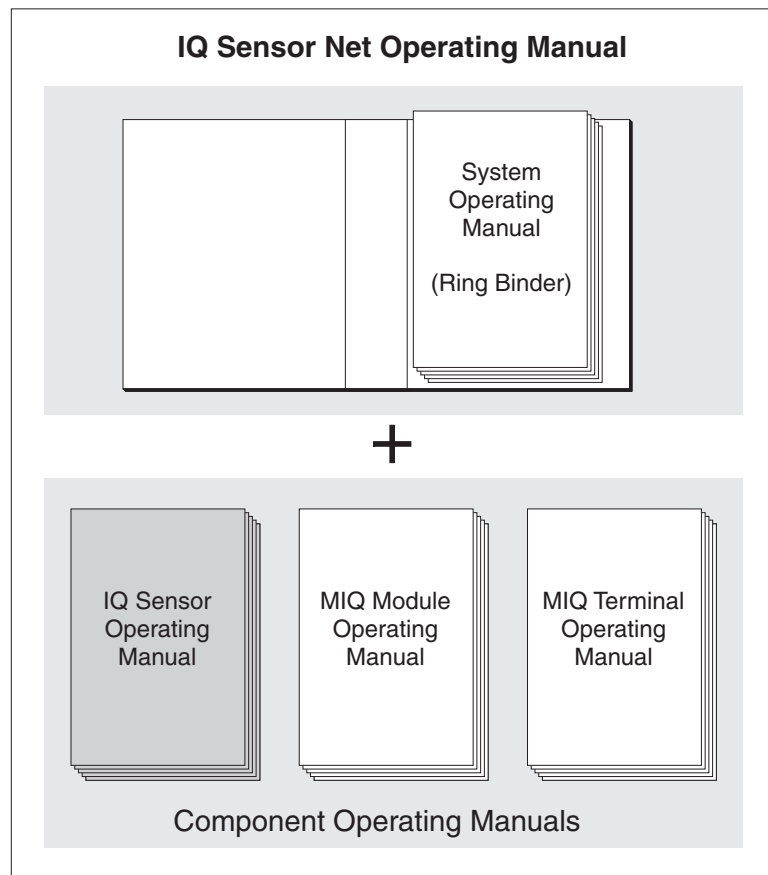 IQ Sensor Net Operating Manual
System
Operating
Manual
(Ring Binder)
+
IQ Sensor
Operating
Manual
MIQ Module
Operating
Manual
MIQ Terminal
Operating
Manual
Component Operating Manuals